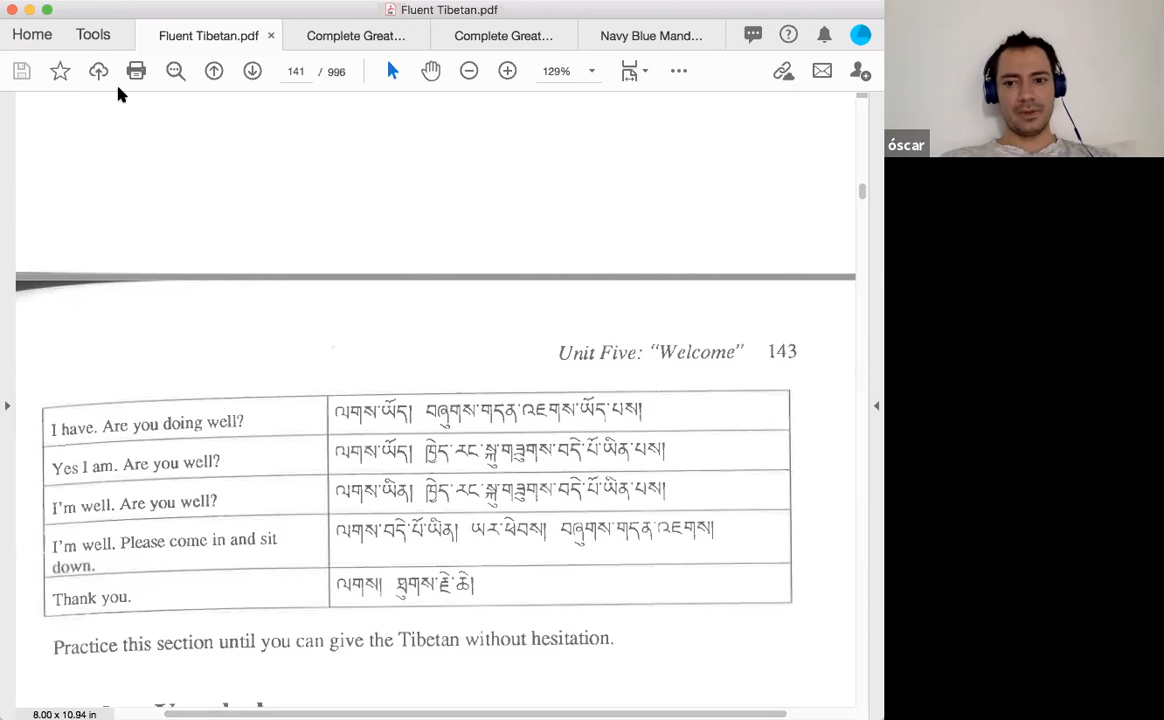 Fluent Tibetan.pdf
Home Tools Fluent Tibetan.pdf × Complete Great... Complete Great... Navy Blue Mand...
141 / 996 129%
óscar
Unit Five: “Welcome” 143
I have. Are you doing well? ལགས་ཡོད། བཞུགས་གདན་འཇགས་ཡོད་པས།
Yes I am. Are you well? ལགས་ཡོད། ཁྱེད་རང་སྐུ་གཟུགས་བདེ་པོ་ཡིན་པས།
I'm well. Are you well? ལགས་ཡིན། ཁྱེད་རང་སྐུ་གཟུགས་བདེ་པོ་ཡིན་པས།
I'm well. Please come in and sit ལགས་བདེ་པོ་ཡིན། ཡར་ཕེབས། བཞུགས་གདན་འཇགས།
down.
Thank you. ལགས། ཐུགས་རྗེ་ཆེ།
Practice this section until you can give the Tibetan without hesitation.
8.00 x 10.94 in